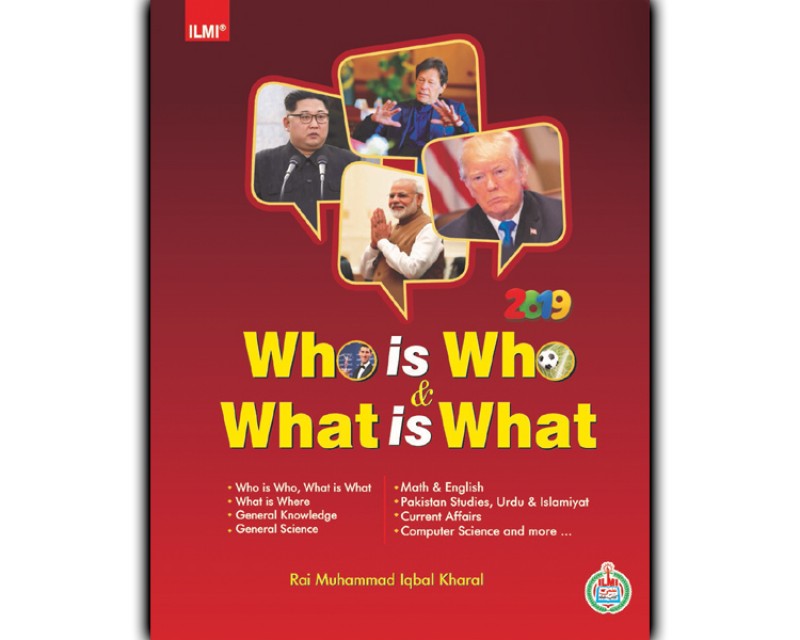 ILMI®
2019
Who is Who
&
What is What
• Who is Who, What is What
• What is Where
• General Knowledge
• General Science
• Math & English
• Pakistan Studies, Urdu & Islamiyat
• Current Affairs
• Computer Science and more ...
Rai Muhammad Iqbal Kharal
ILMI